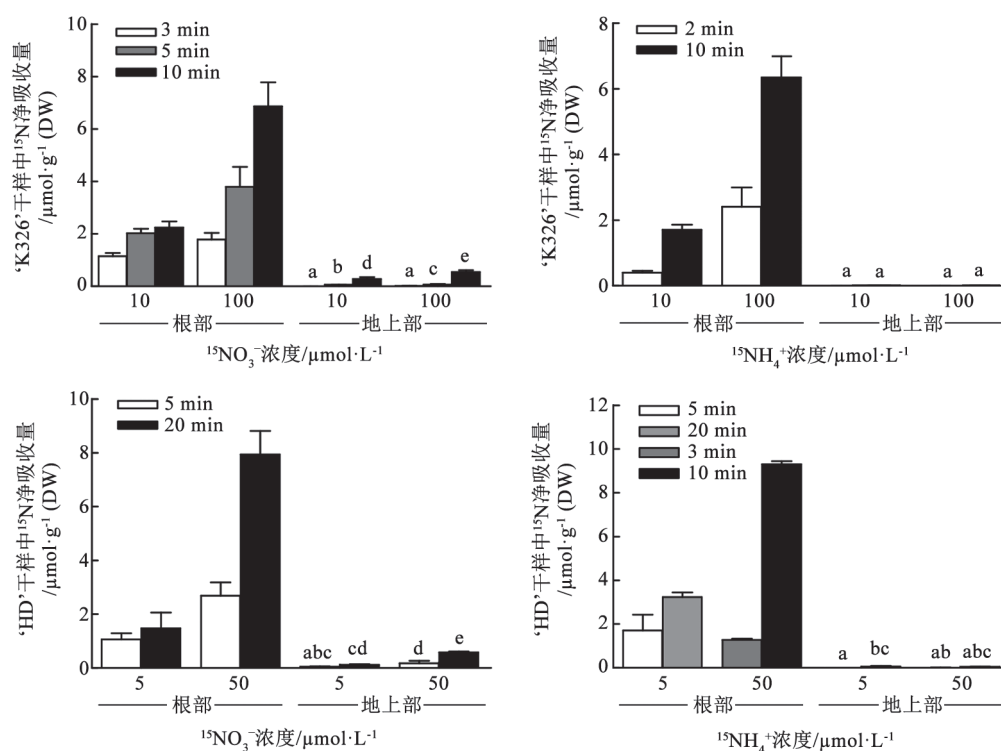 'K326'干样中¹⁵N净吸收量
/μmol·g⁻¹ (DW)
10
8
6
4
2
0
3 min
5 min
10 min
a b d a c e
10 100 10 100
根部 地上部
¹⁵NO₃⁻浓度/μmol·L⁻¹
'K326'干样中¹⁵N净吸收量
/μmol·g⁻¹ (DW)
8
6
4
2
0
2 min
10 min
a a a a
10 100 10 100
根部 地上部
¹⁵NH₄⁺浓度/μmol·L⁻¹
'HD'干样中¹⁵N净吸收量
/μmol·g⁻¹ (DW)
10
8
6
4
2
0
5 min
20 min
abc cd d e
5 50 5 50
根部 地上部
¹⁵NO₃⁻浓度/μmol·L⁻¹
'HD'干样中¹⁵N净吸收量
/μmol·g⁻¹ (DW)
12
10
8
6
4
2
0
5 min
20 min
3 min
10 min
a bc ab abc
5 50 5 50
根部 地上部
¹⁵NH₄⁺浓度/μmol·L⁻¹